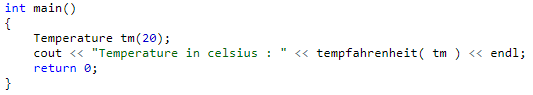 int main()
{
    Temperature tm(20);
    cout << "Temperature in celsius : " << tempfahrenheit( tm ) << endl;
    return 0;
}